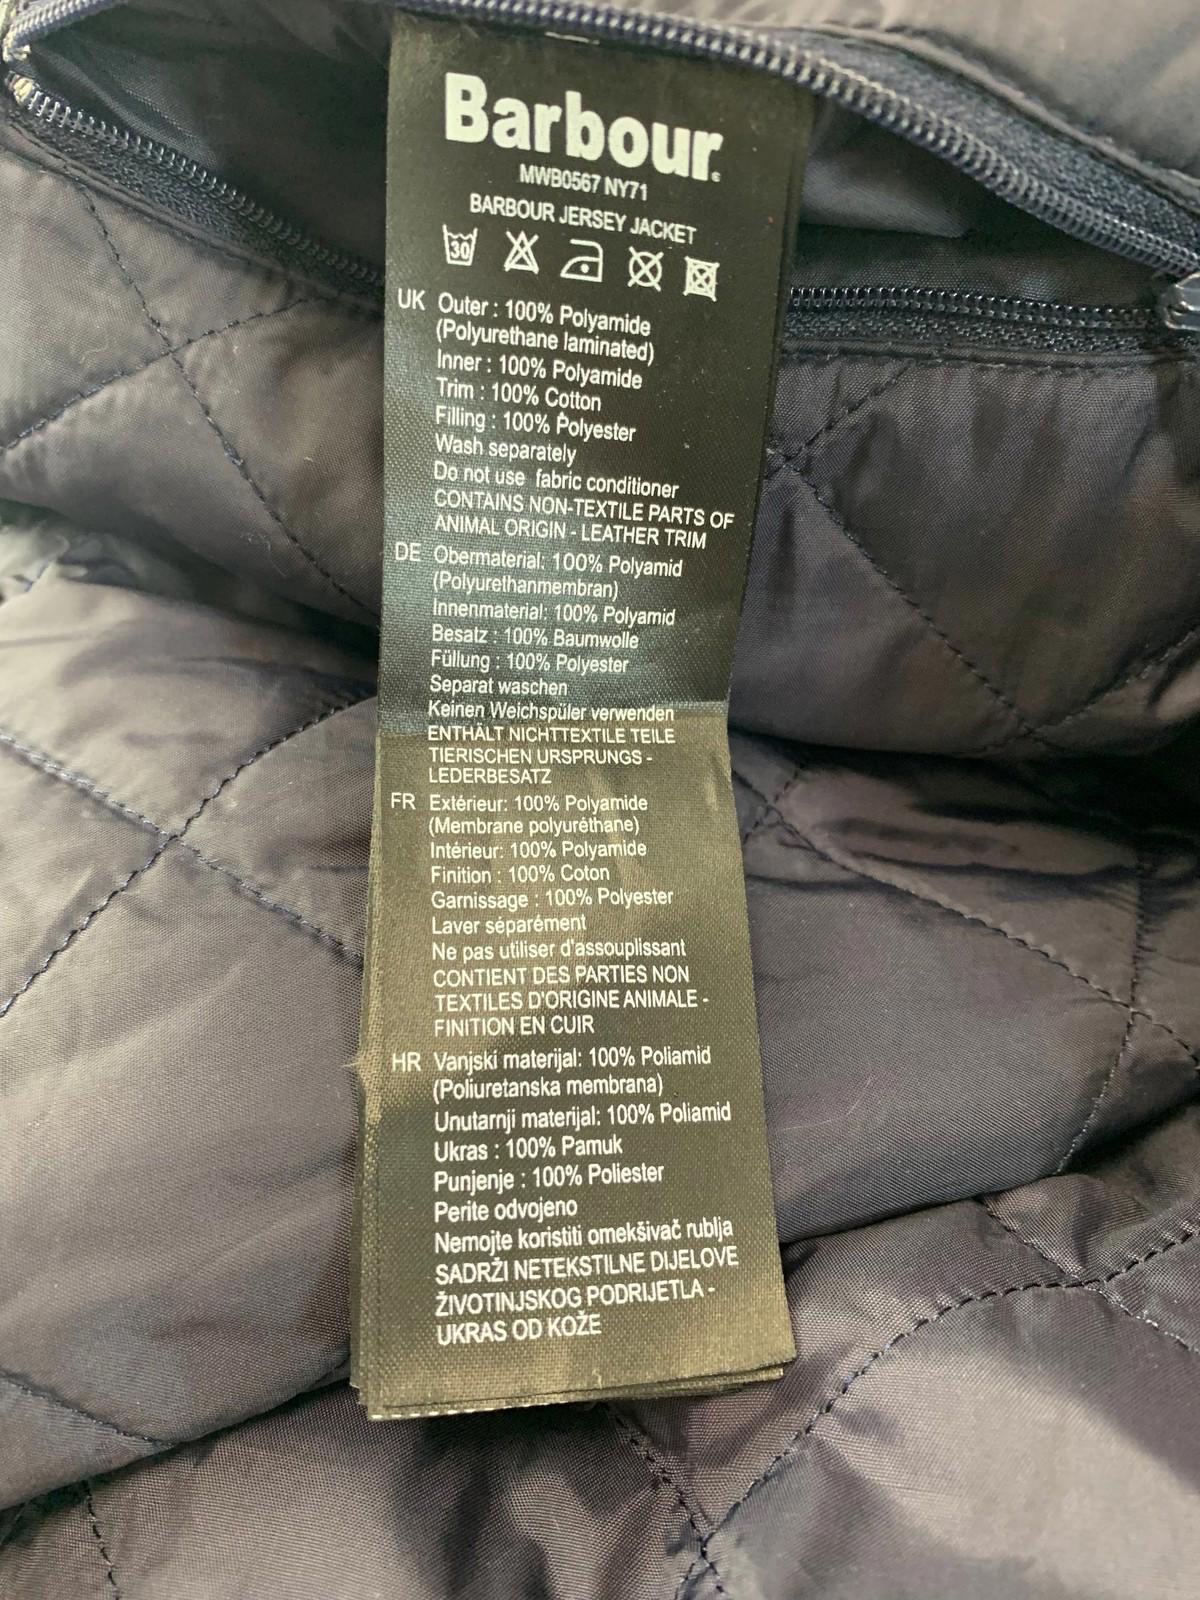 Barbour
MWB0567 NY71
BARBOUR JERSEY JACKET
30
UK Outer : 100% Polyamide
(Polyurethane laminated)
Inner : 100% Polyamide
Trim : 100% Cotton
Filling : 100% Polyester
Wash separately
Do not use fabric conditioner
CONTAINS NON-TEXTILE PARTS OF
ANIMAL ORIGIN - LEATHER TRIM
DE Obermaterial: 100% Polyamid
(Polyurethanmembran)
Innenmaterial: 100% Polyamid
Besatz : 100% Baumwolle
Füllung : 100% Polyester
Separat waschen
Keinen Weichspüler verwenden
ENTHÄLT NICHTTEXTILE TEILE
TIERISCHEN URSPRUNGS -
LEDERBESATZ
FR Extérieur: 100% Polyamide
(Membrane polyuréthane)
Intérieur: 100% Polyamide
Finition : 100% Coton
Garnissage : 100% Polyester
Laver séparément
Ne pas utiliser d'assouplissant
CONTIENT DES PARTIES NON
TEXTILES D'ORIGINE ANIMALE -
FINITION EN CUIR
HR Vanjski materijal: 100% Poliamid
(Poliuretanska membrana)
Unutarnji materijal: 100% Poliamid
Ukras : 100% Pamuk
Punjenje : 100% Poliester
Perite odvojeno
Nemojte koristiti omekšivač rublja
SADRŽI NETEKSTILNE DIJELOVE
ŽIVOTINJSKOG PODRIJETLA -
UKRAS OD KOŽE